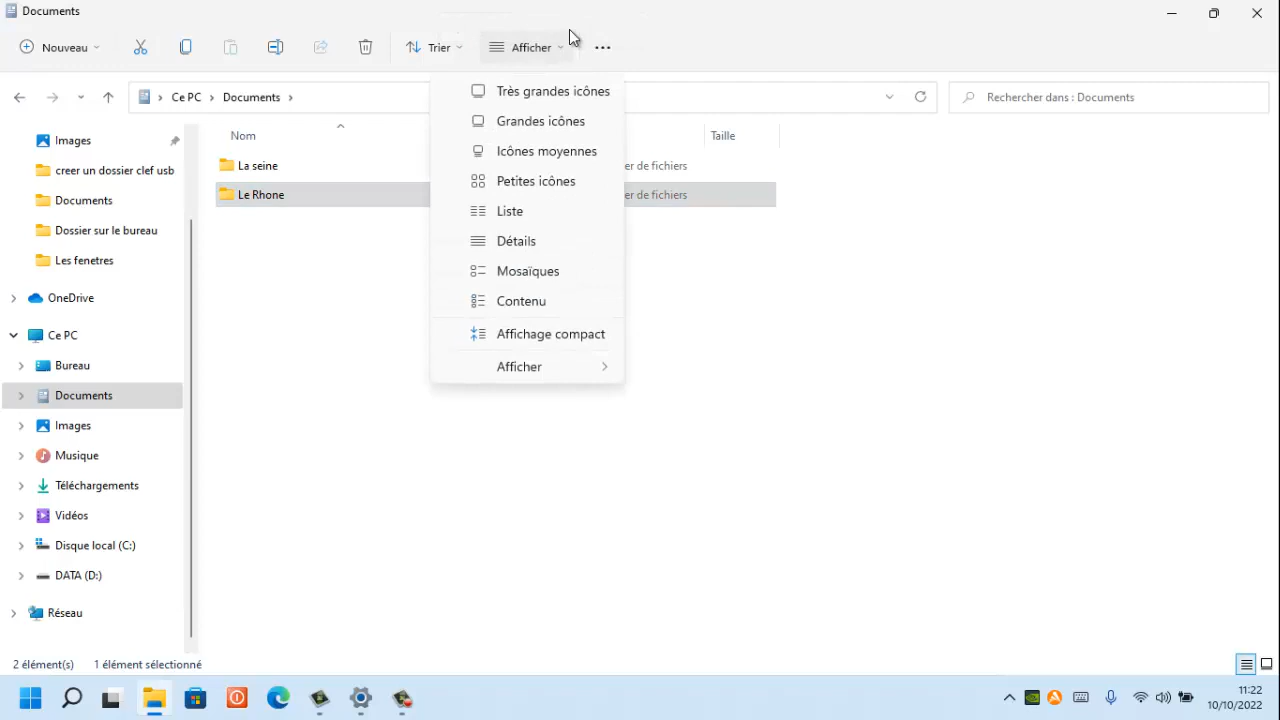 Documents
Nouveau
Trier
Afficher
Ce PC
Documents
Rechercher dans : Documents
Très grandes icônes
Grandes icônes
Icônes moyennes
Petites icônes
Liste
Détails
Mosaïques
Contenu
Affichage compact
Afficher
Nom
Taille
La seine
er de fichiers
Le Rhone
er de fichiers
Images
creer un dossier clef usb
Documents
Dossier sur le bureau
Les fenetres
OneDrive
Ce PC
Bureau
Documents
Images
Musique
Téléchargements
Vidéos
Disque local (C:)
DATA (D:)
Réseau
2 élément(s) 1 élément sélectionné
11:22
10/10/2022